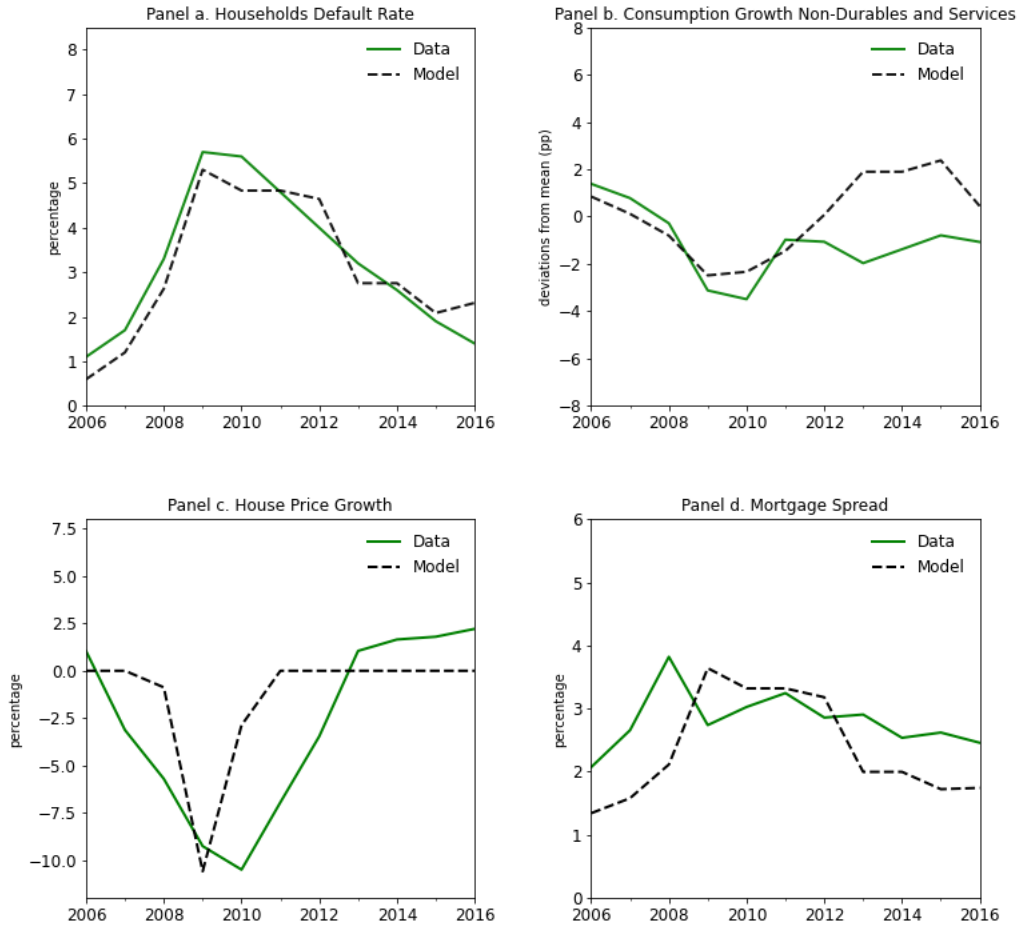 Panel a. Households Default Rate
percentage
8
7
6
5
4
3
2
1
0
2006 2008 2010 2012 2014 2016
Data
Model
Panel b. Consumption Growth Non-Durables and Services
deviations from mean (pp)
8
6
4
2
0
−2
−4
−6
−8
2006 2008 2010 2012 2014 2016
Data
Model
Panel c. House Price Growth
percentage
7.5
5.0
2.5
0.0
−2.5
−5.0
−7.5
−10.0
2006 2008 2010 2012 2014 2016
Data
Model
Panel d. Mortgage Spread
percentage
6
5
4
3
2
1
0
2006 2008 2010 2012 2014 2016
Data
Model